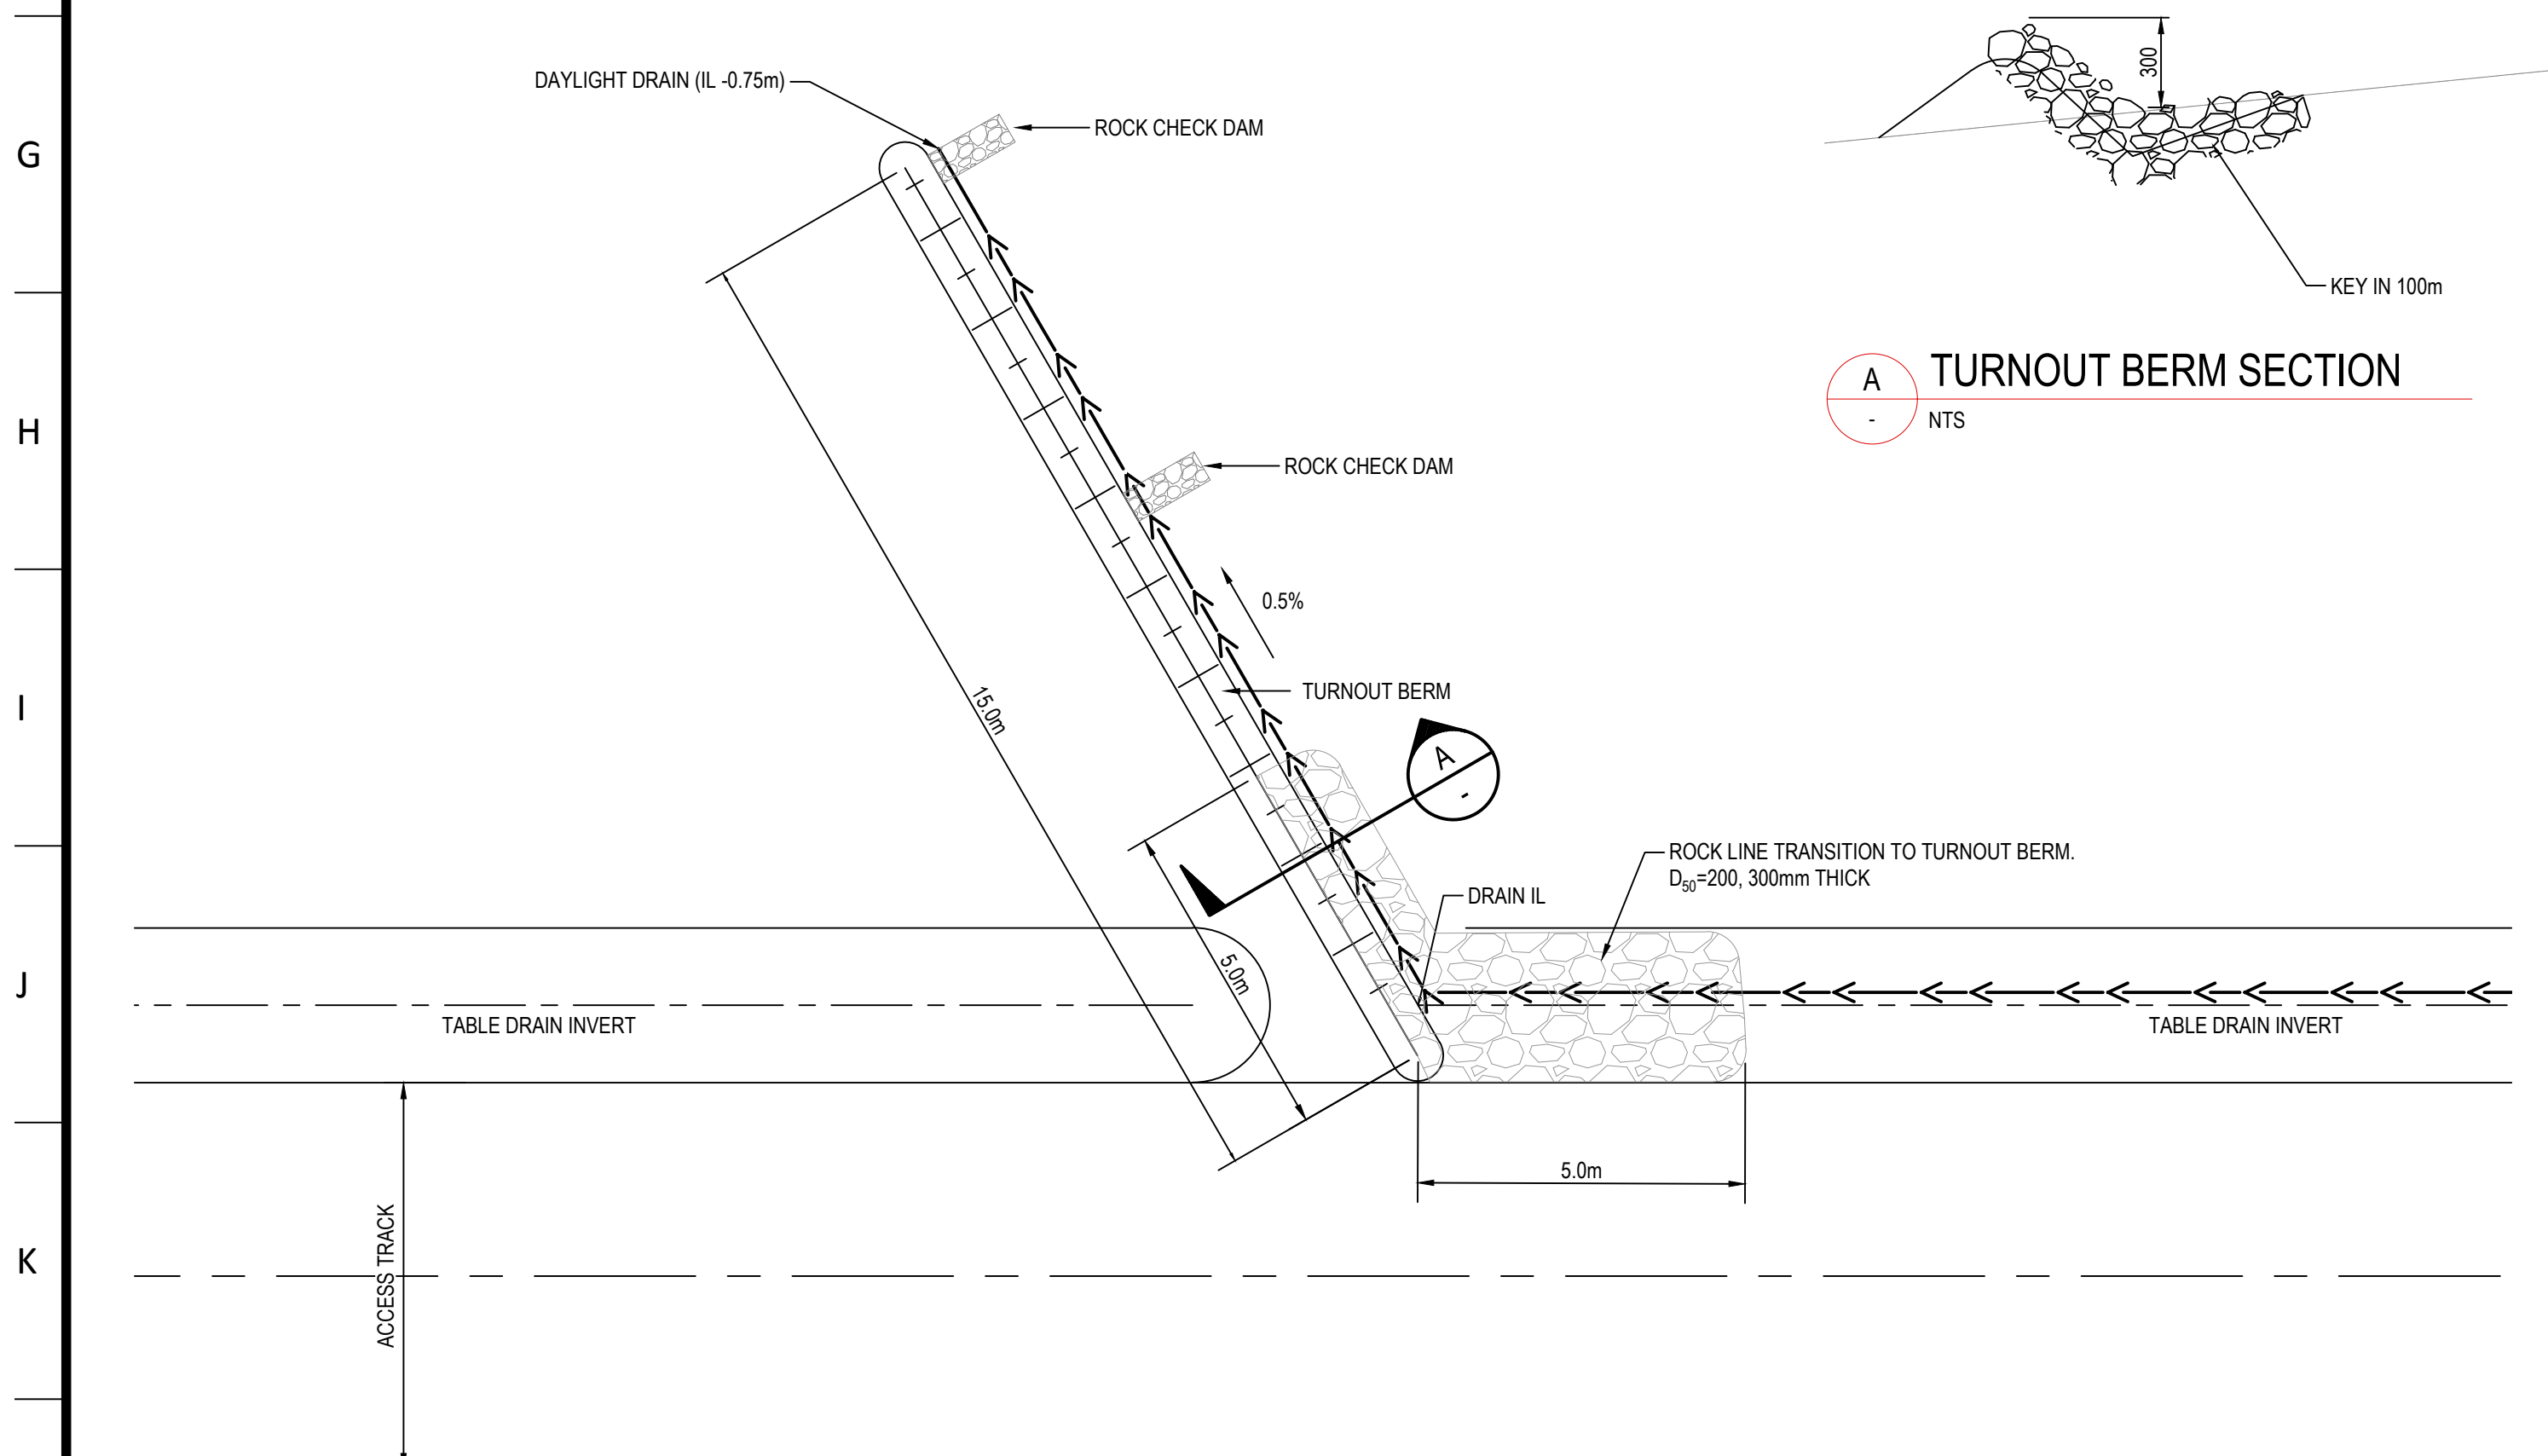 G
H
I
J
K
DAYLIGHT DRAIN (IL -0.75m)
ROCK CHECK DAM
300
KEY IN 100m
A
-
TURNOUT BERM SECTION
NTS
ROCK CHECK DAM
0.5%
TURNOUT BERM
15.0m
A
-
ROCK LINE TRANSITION TO TURNOUT BERM.
D50=200, 300mm THICK
DRAIN IL
5.0m
TABLE DRAIN INVERT
TABLE DRAIN INVERT
5.0m
ACCESS TRACK